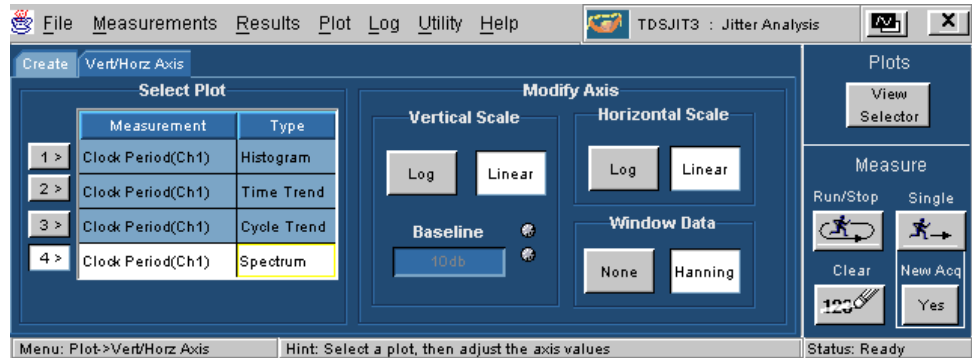 File Measurements Results Plot Log Utility Help TDSJIT3 : Jitter Analysis X
Create Vert/Horz Axis
Select Plot
Measurement Type
1 > Clock Period(Ch1) Histogram
2 > Clock Period(Ch1) Time Trend
3 > Clock Period(Ch1) Cycle Trend
4 > Clock Period(Ch1) Spectrum
Modify Axis
Vertical Scale
Log Linear
Baseline
10db
Horizontal Scale
Log Linear
Window Data
None Hanning
Plots
View
Selector
Measure
Run/Stop Single
Clear New Acq
123 Yes
Menu: Plot->Vert/Horz Axis Hint: Select a plot, then adjust the axis values Status: Ready